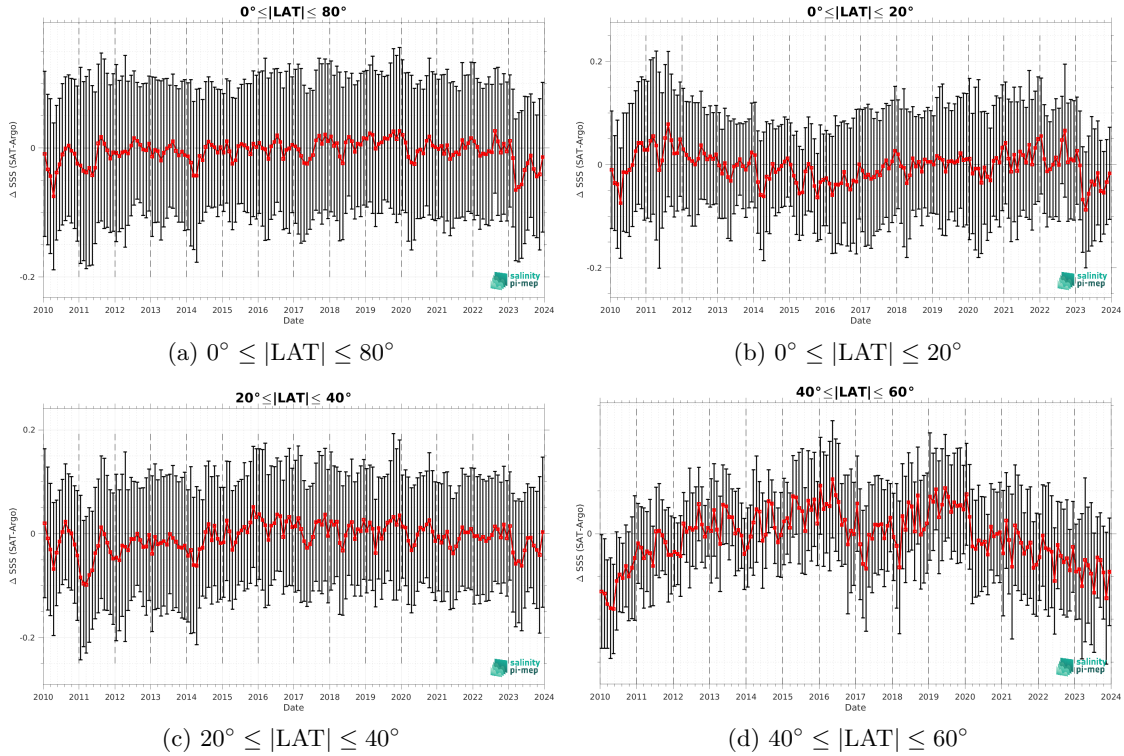 0°≤|LAT|≤ 80°
Δ SSS (SAT-Argo)
0
-0.2
salinity
pi-mep
2010 2011 2012 2013 2014 2015 2016 2017 2018 2019 2020 2021 2022 2023 2024
Date
(a) 0° ≤ |LAT| ≤ 80°
0°≤|LAT|≤ 20°
Δ SSS (SAT-Argo)
0.2
0
-0.2
salinity
pi-mep
2010 2011 2012 2013 2014 2015 2016 2017 2018 2019 2020 2021 2022 2023 2024
Date
(b) 0° ≤ |LAT| ≤ 20°
20°≤|LAT|≤ 40°
Δ SSS (SAT-Argo)
0.2
0
-0.2
salinity
pi-mep
2010 2011 2012 2013 2014 2015 2016 2017 2018 2019 2020 2021 2022 2023 2024
Date
(c) 20° ≤ |LAT| ≤ 40°
40°≤|LAT|≤ 60°
Δ SSS (SAT-Argo)
0
salinity
pi-mep
2010 2011 2012 2013 2014 2015 2016 2017 2018 2019 2020 2021 2022 2023 2024
Date
(d) 40° ≤ |LAT| ≤ 60°